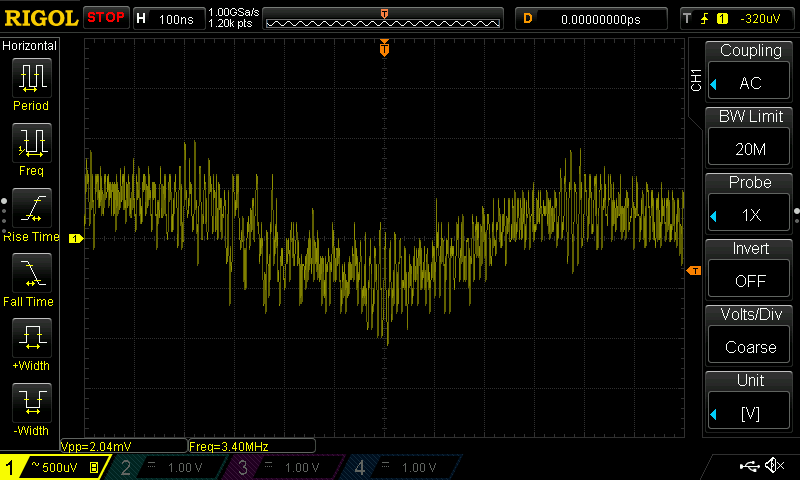 RIGOL STOP H 100ns 1.00GSa/s 1.20k pts T D 0.00000000ps T 1 -320uV
Horizontal
Period
Freq
Rise Time
Fall Time
+Width
-Width
T
1
T
CH1
Coupling
AC
BW Limit
20M
Probe
1X
Invert
OFF
Volts/Div
Coarse
Unit
[V]
Vpp=2.04mV Freq=3.40MHz
1 ~ 500uV B 2 1.00 V 3 1.00 V 4 1.00 V